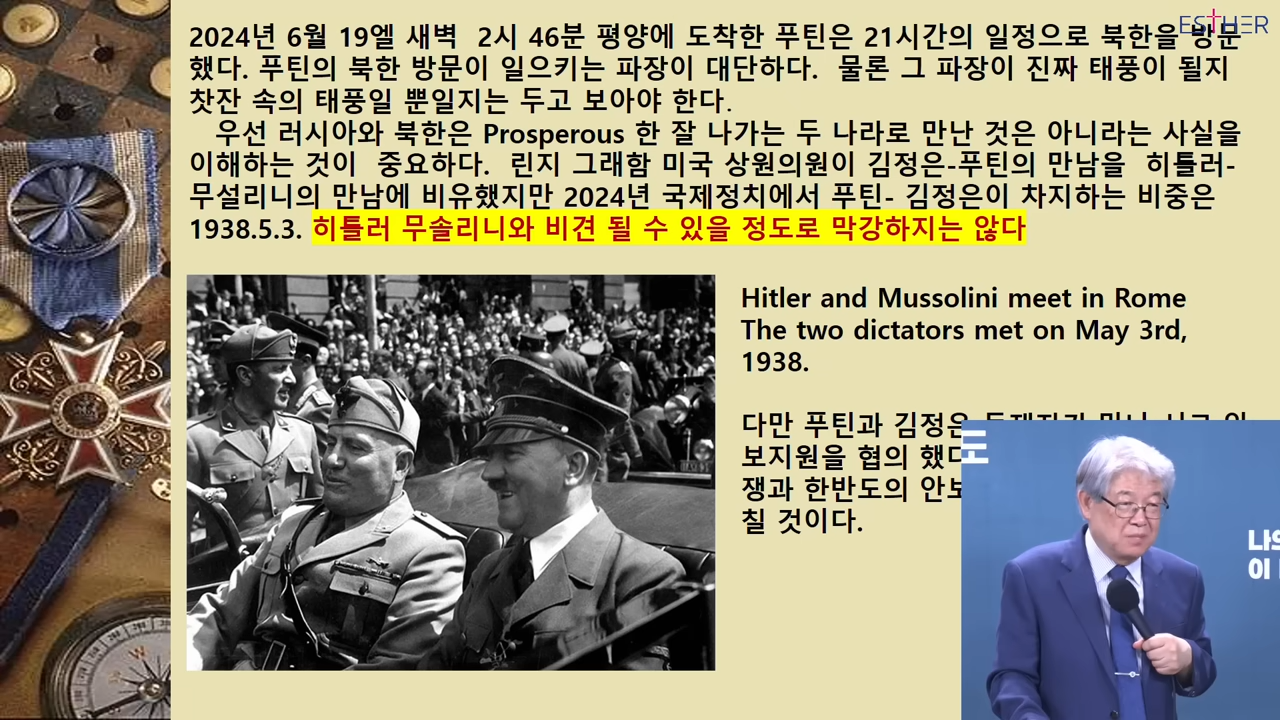 ESTHER
2024년 6월 19엘 새벽 2시 46분 평양에 도착한 푸틴은 21시간의 일정으로 북한을 방문
했다. 푸틴의 북한 방문이 일으키는 파장이 대단하다. 물론 그 파장이 진짜 태풍이 될지
찻잔 속의 태풍일 뿐일지는 두고 보아야 한다.
우선 러시아와 북한은 Prosperous 한 잘 나가는 두 나라로 만난 것은 아니라는 사실을
이해하는 것이 중요하다. 린지 그래함 미국 상원의원이 김정은-푸틴의 만남을 히틀러-
무설리니의 만남에 비유했지만 2024년 국제정치에서 푸틴- 김정은이 차지하는 비중은
1938.5.3. 히틀러 무솔리니와 비견 될 수 있을 정도로 막강하지는 않다
Hitler and Mussolini meet in Rome
The two dictators met on May 3rd,
1938.
다만 푸틴과 김정은
보지원을 협의 했다
쟁과 한반도의 안보
칠 것이다.
도
나의
이